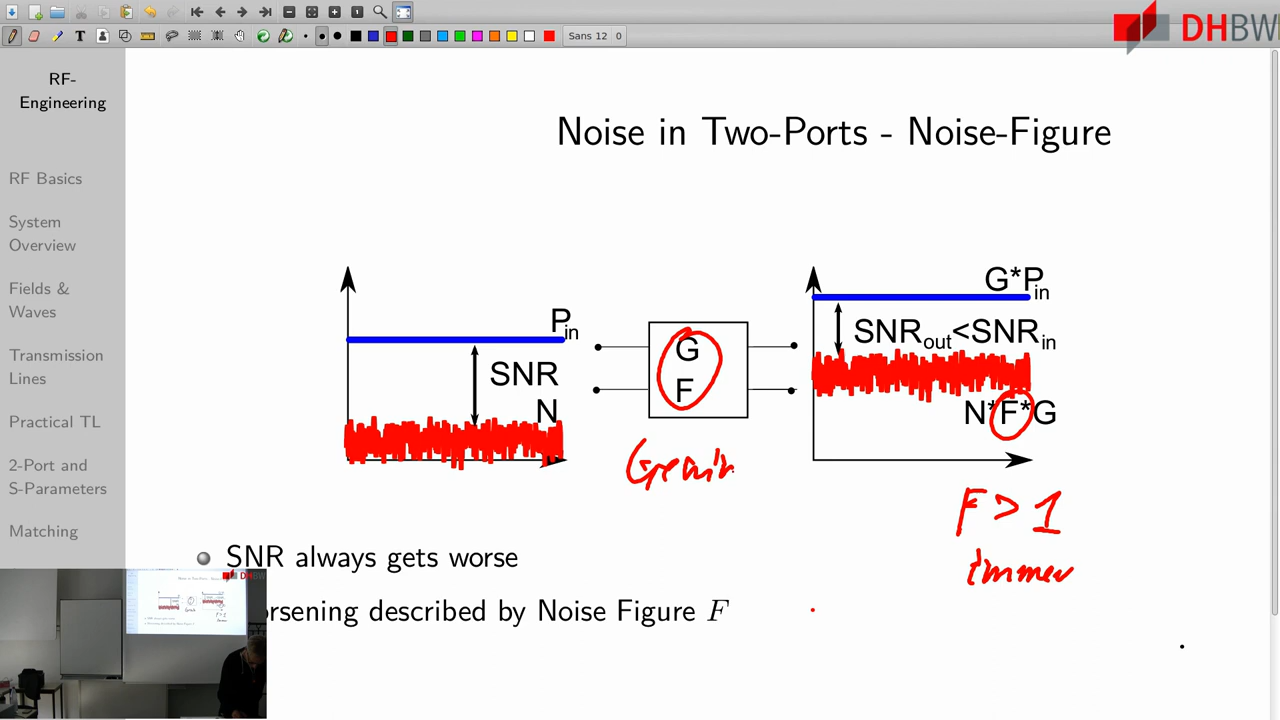 Sans 12 0
DHBW
RF-
Engineering
RF Basics
System
Overview
Fields &
Waves
Transmission
Lines
Practical TL
2-Port and
S-Parameters
Matching
Noise in Two-Ports - Noise-Figure
Pin
SNR
N
G
F
Gain
G*Pin
SNRout<SNRin
N*F*G
F > 1
immer
SNR always gets worse
orsening described by Noise Figure F